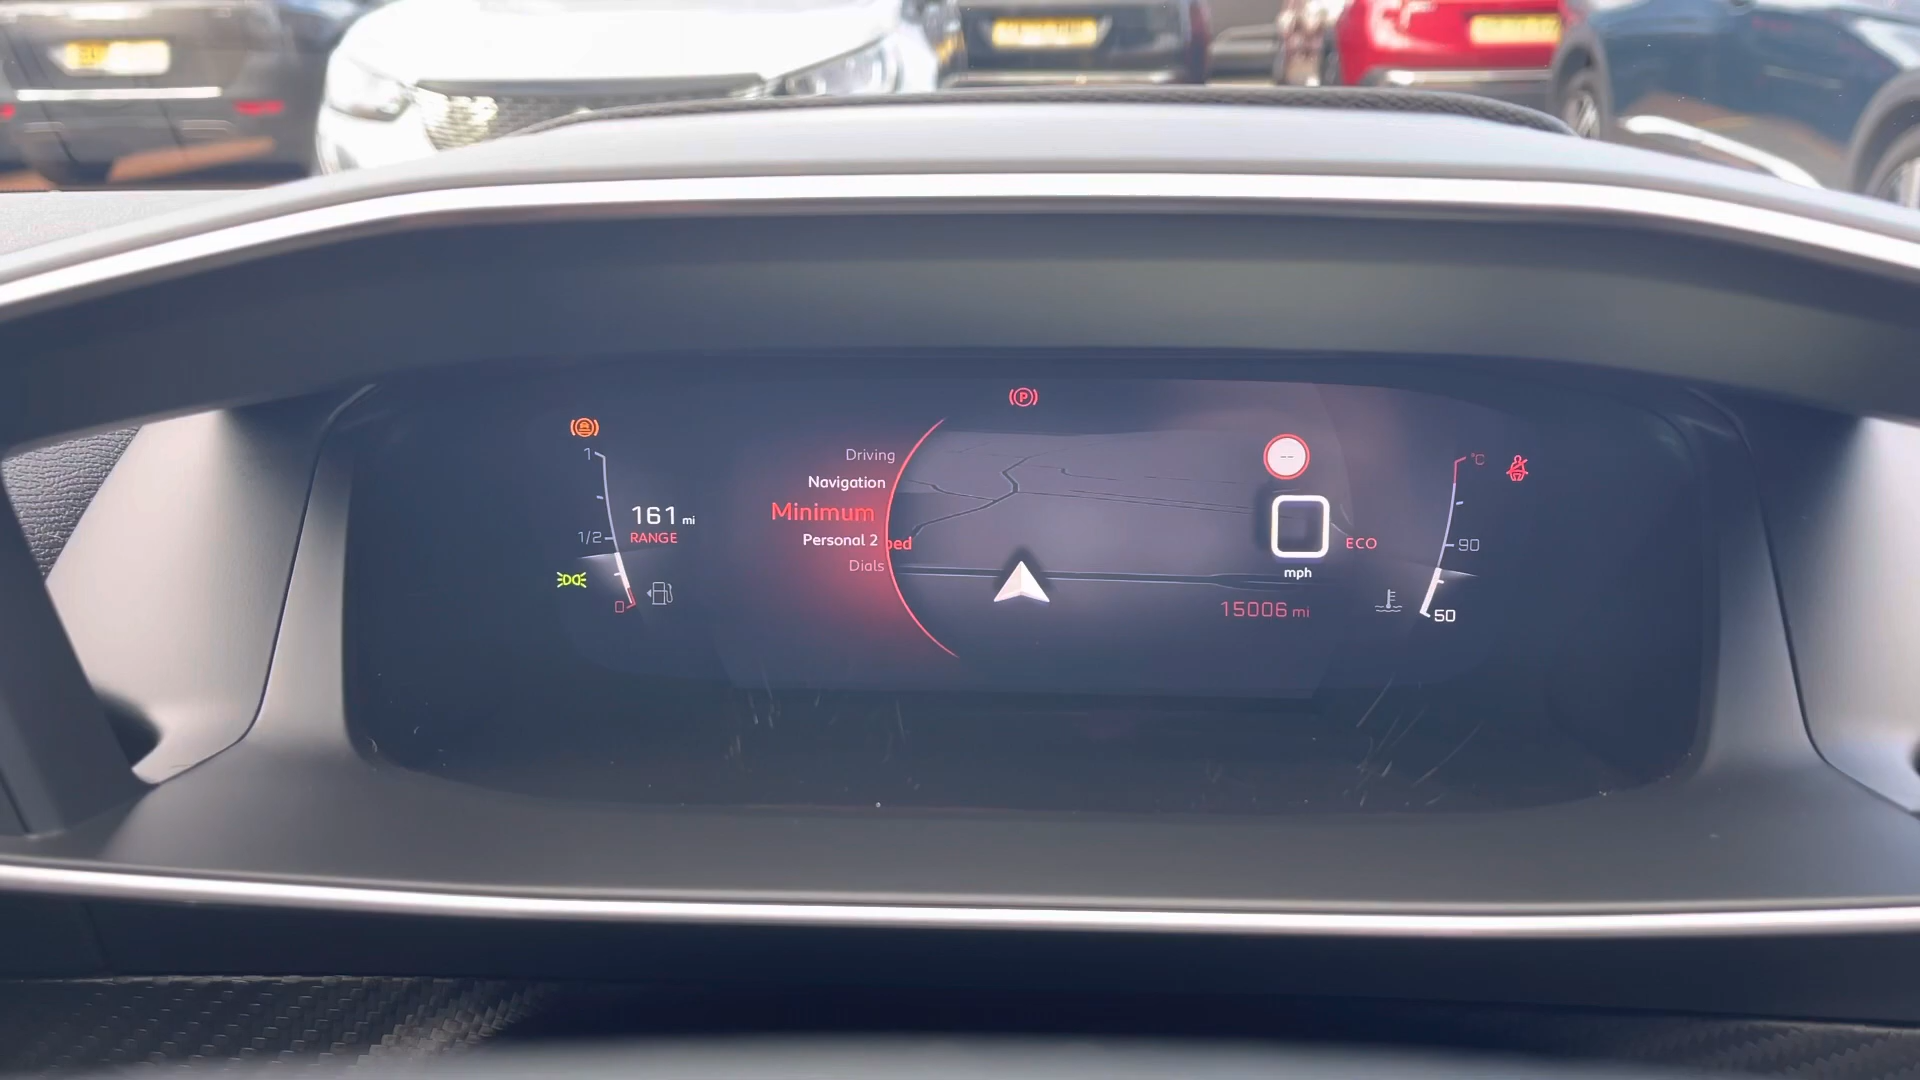 P
1
161 mi
RANGE
1/2
0
Driving
Navigation
Minimum
Personal 2
Dials
--
0
mph
ECO
15006 mi
°C
90
50